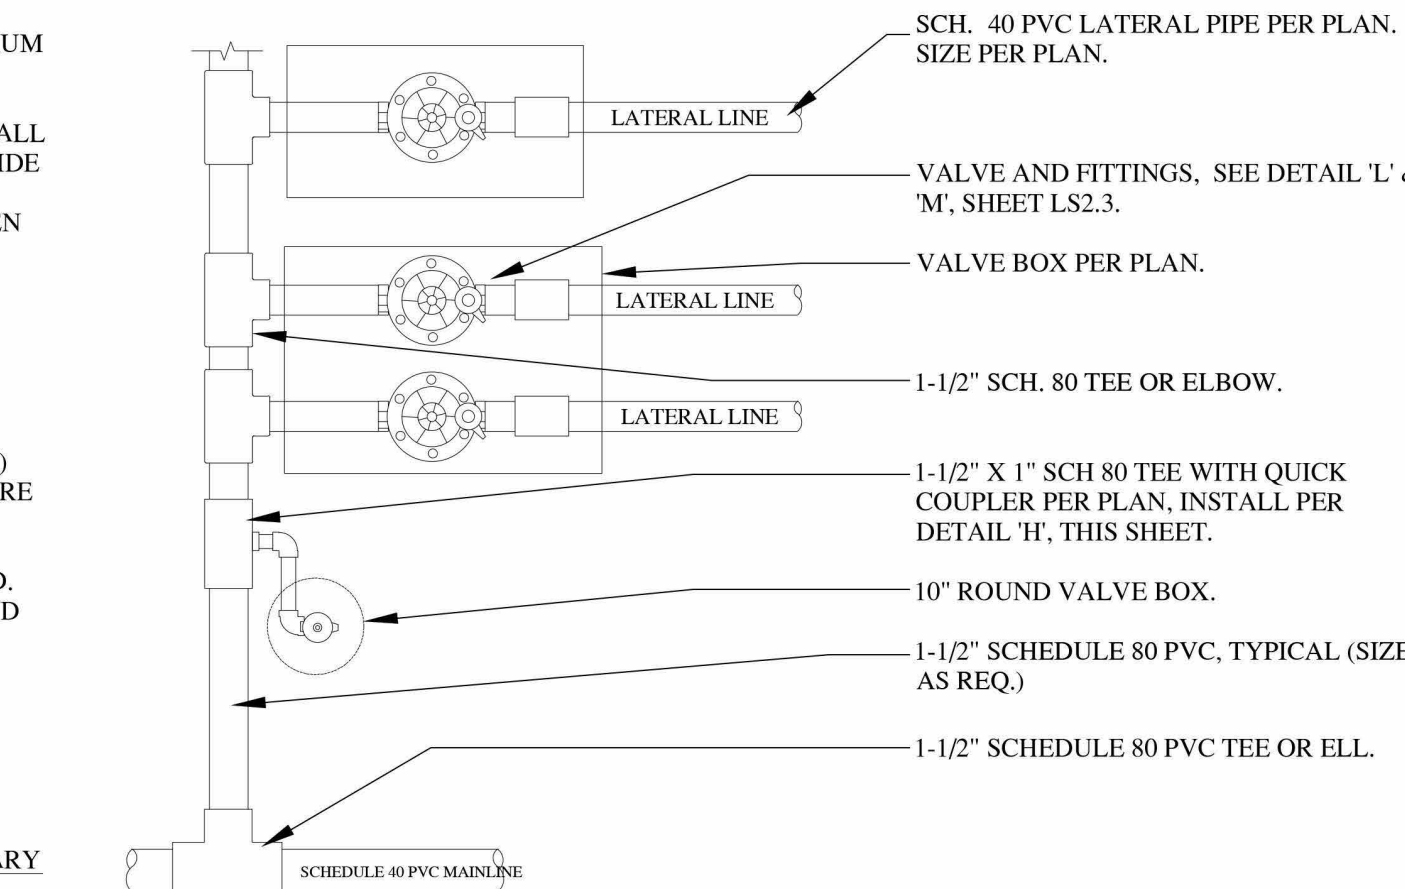 UM
ALL
IDE
EN
)
RE
D.
D
ARY
SCH. 40 PVC LATERAL PIPE PER PLAN.
SIZE PER PLAN.
LATERAL LINE
VALVE AND FITTINGS, SEE DETAIL 'L' &
'M', SHEET LS2.3.
VALVE BOX PER PLAN.
LATERAL LINE
1-1/2" SCH. 80 TEE OR ELBOW.
LATERAL LINE
1-1/2" X 1" SCH 80 TEE WITH QUICK
COUPLER PER PLAN, INSTALL PER
DETAIL 'H', THIS SHEET.
10" ROUND VALVE BOX.
1-1/2" SCHEDULE 80 PVC, TYPICAL (SIZE
AS REQ.)
1-1/2" SCHEDULE 80 PVC TEE OR ELL.
SCHEDULE 40 PVC MAINLINE